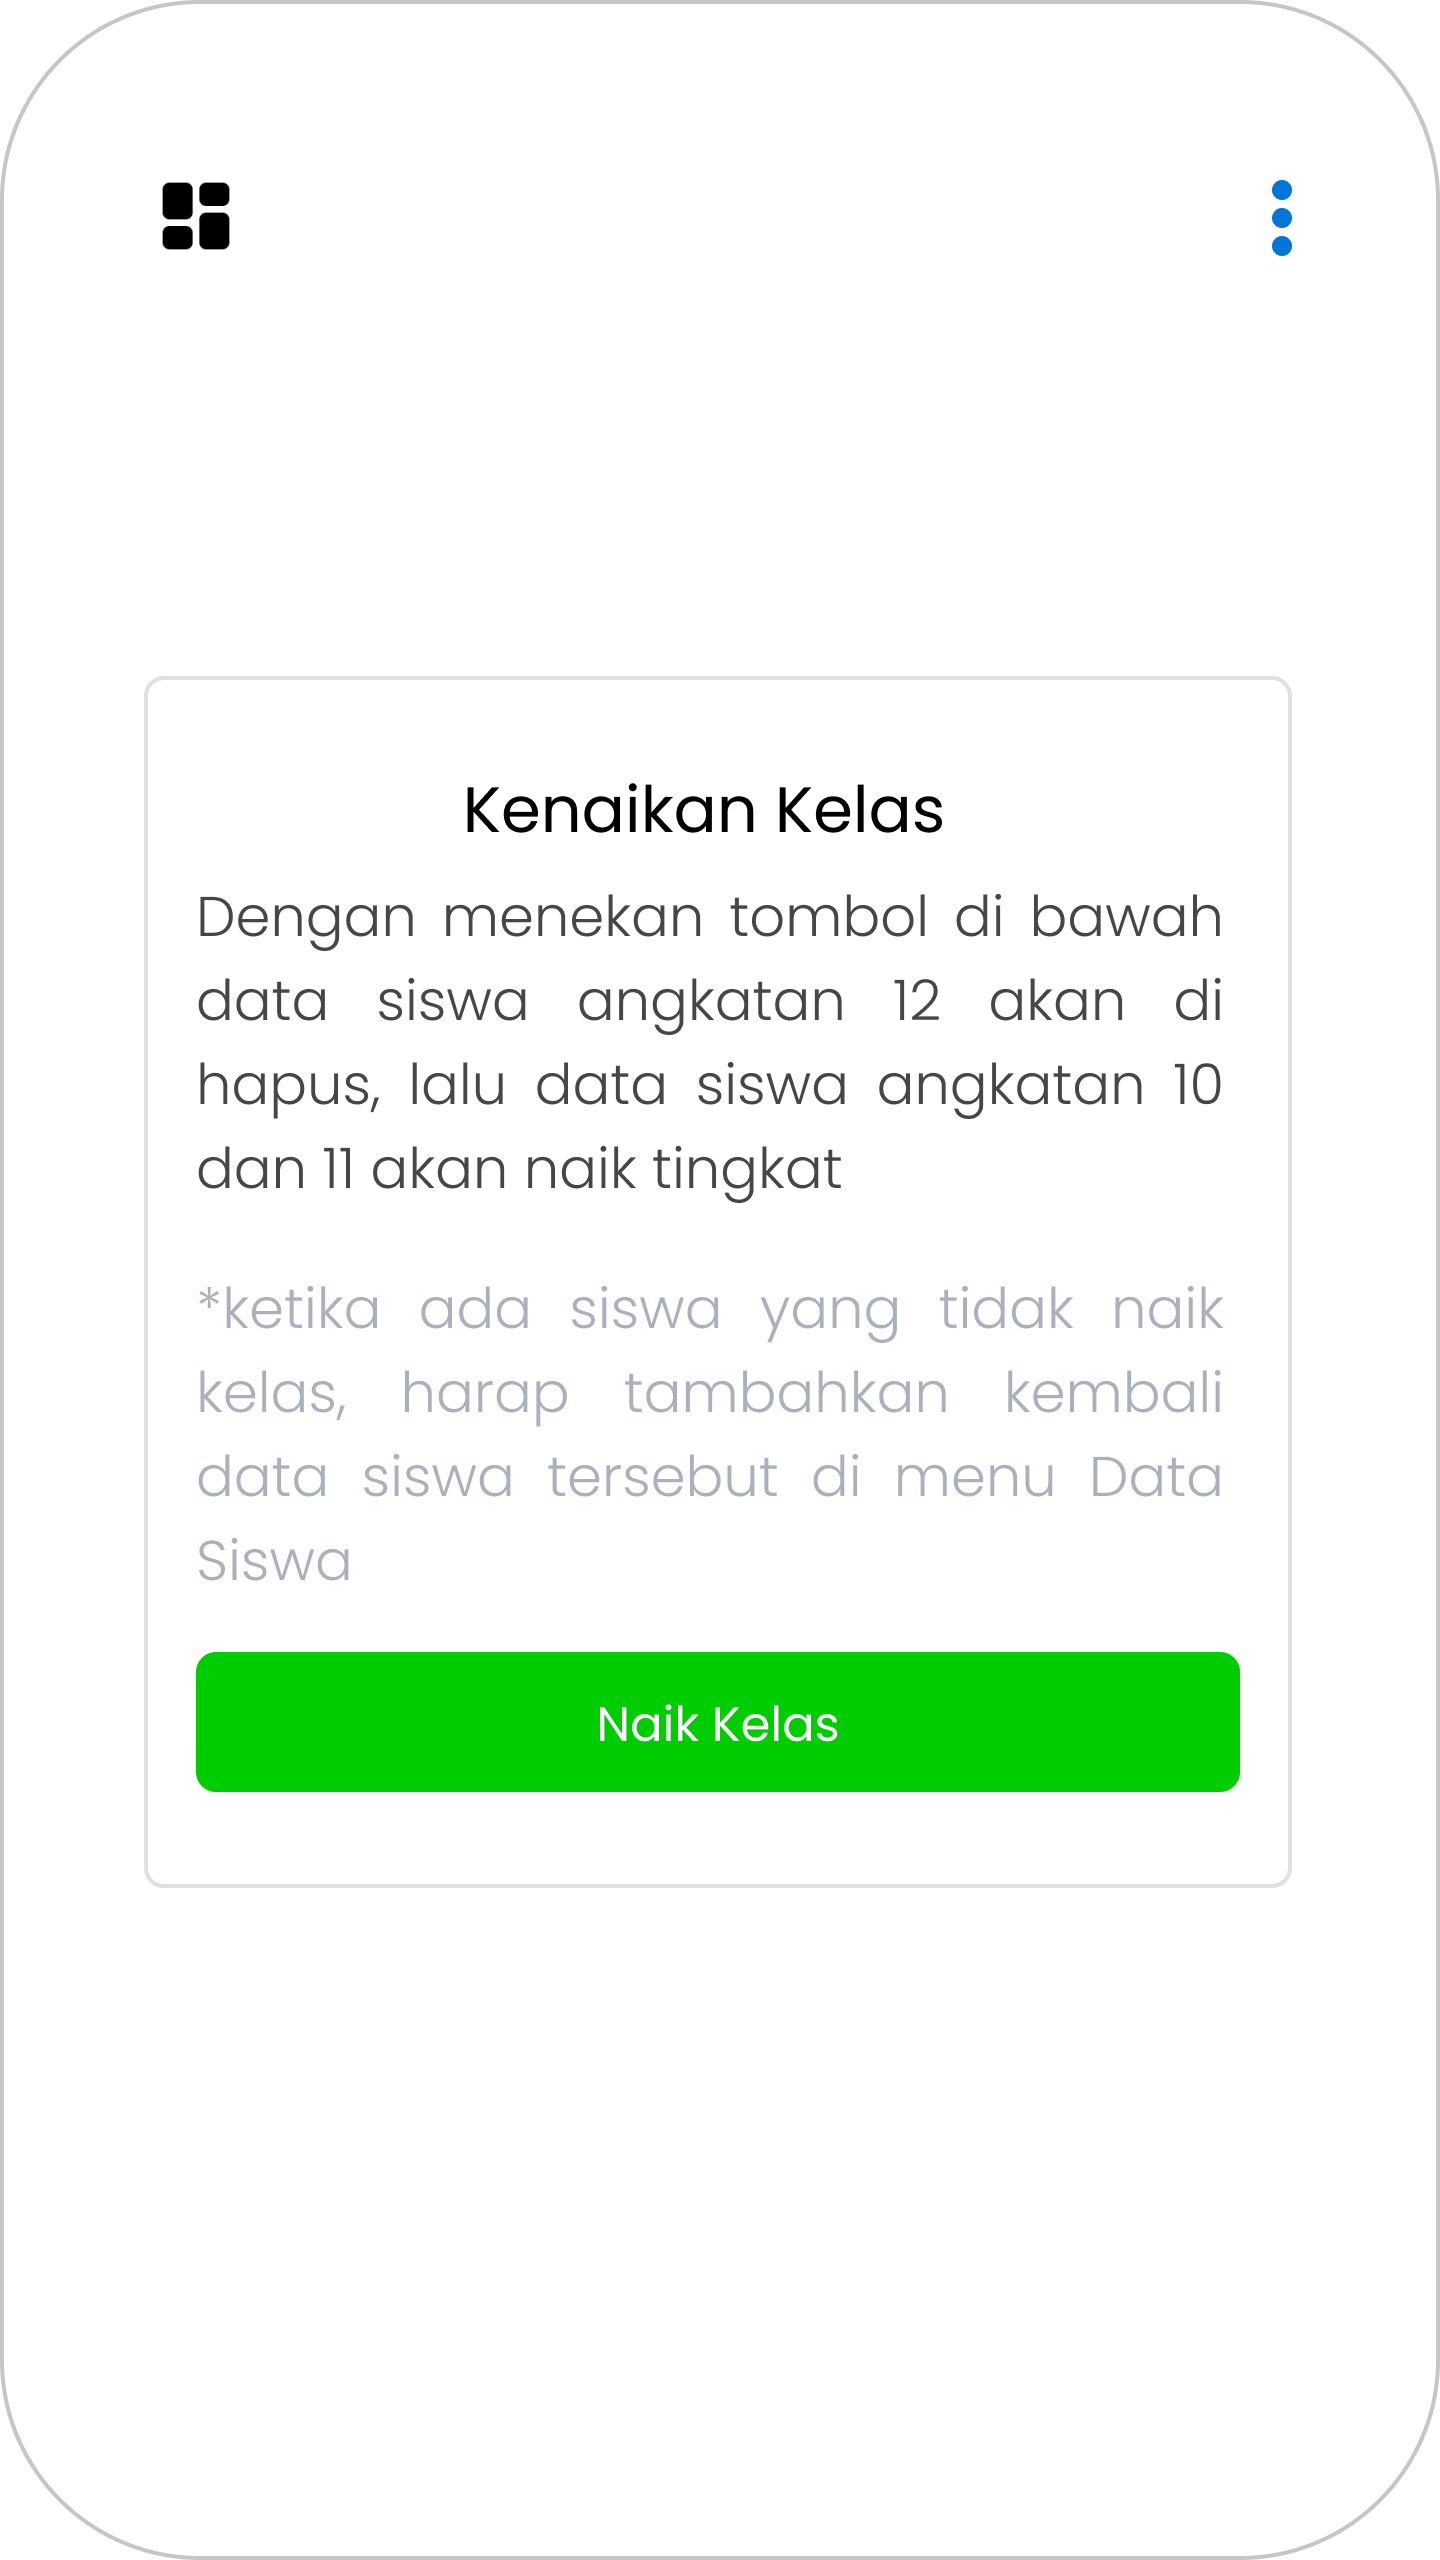 Kenaikan Kelas
Dengan menekan tombol di bawah
data siswa angkatan 12 akan di
hapus, lalu data siswa angkatan 10
dan 11 akan naik tingkat
*ketika ada siswa yang tidak naik
kelas, harap tambahkan kembali
data siswa tersebut di menu Data
Siswa
Naik Kelas